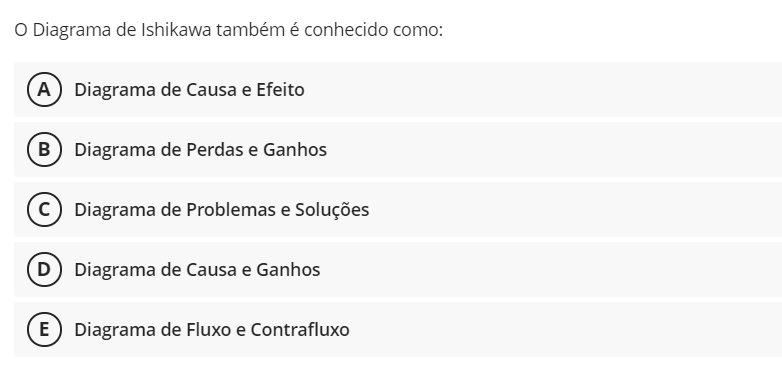 O Diagrama de Ishikawa também é conhecido como:
A Diagrama de Causa e Efeito
B Diagrama de Perdas e Ganhos
C Diagrama de Problemas e Soluções
D Diagrama de Causa e Ganhos
E Diagrama de Fluxo e Contrafluxo